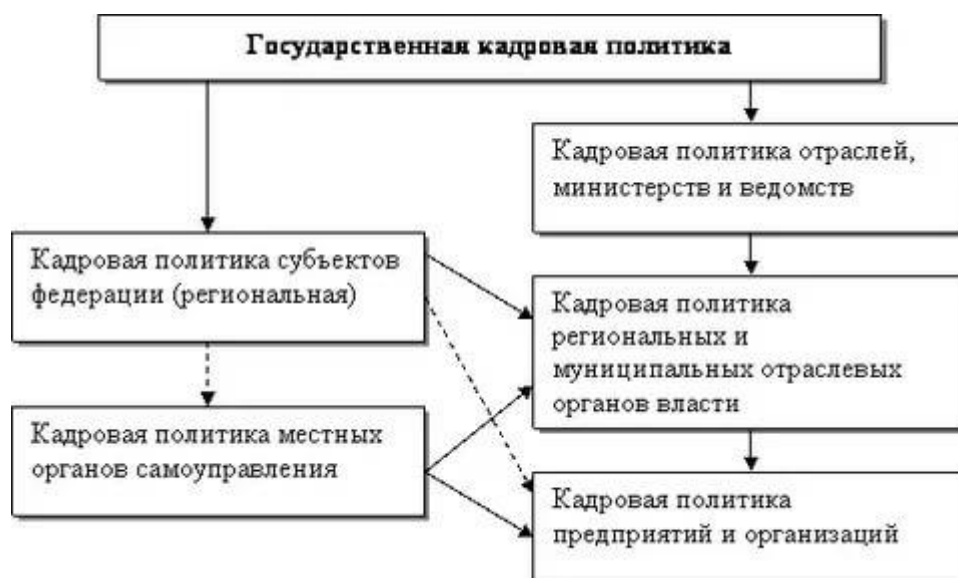 Государственная кадровая политика
Кадровая политика отраслей,
министерств и ведомств
Кадровая политика субъектов
федерации (региональная)
Кадровая политика
региональных и
муниципальных отраслевых
органов власти
Кадровая политика местных
органов самоуправления
Кадровая политика
предприятий и организаций